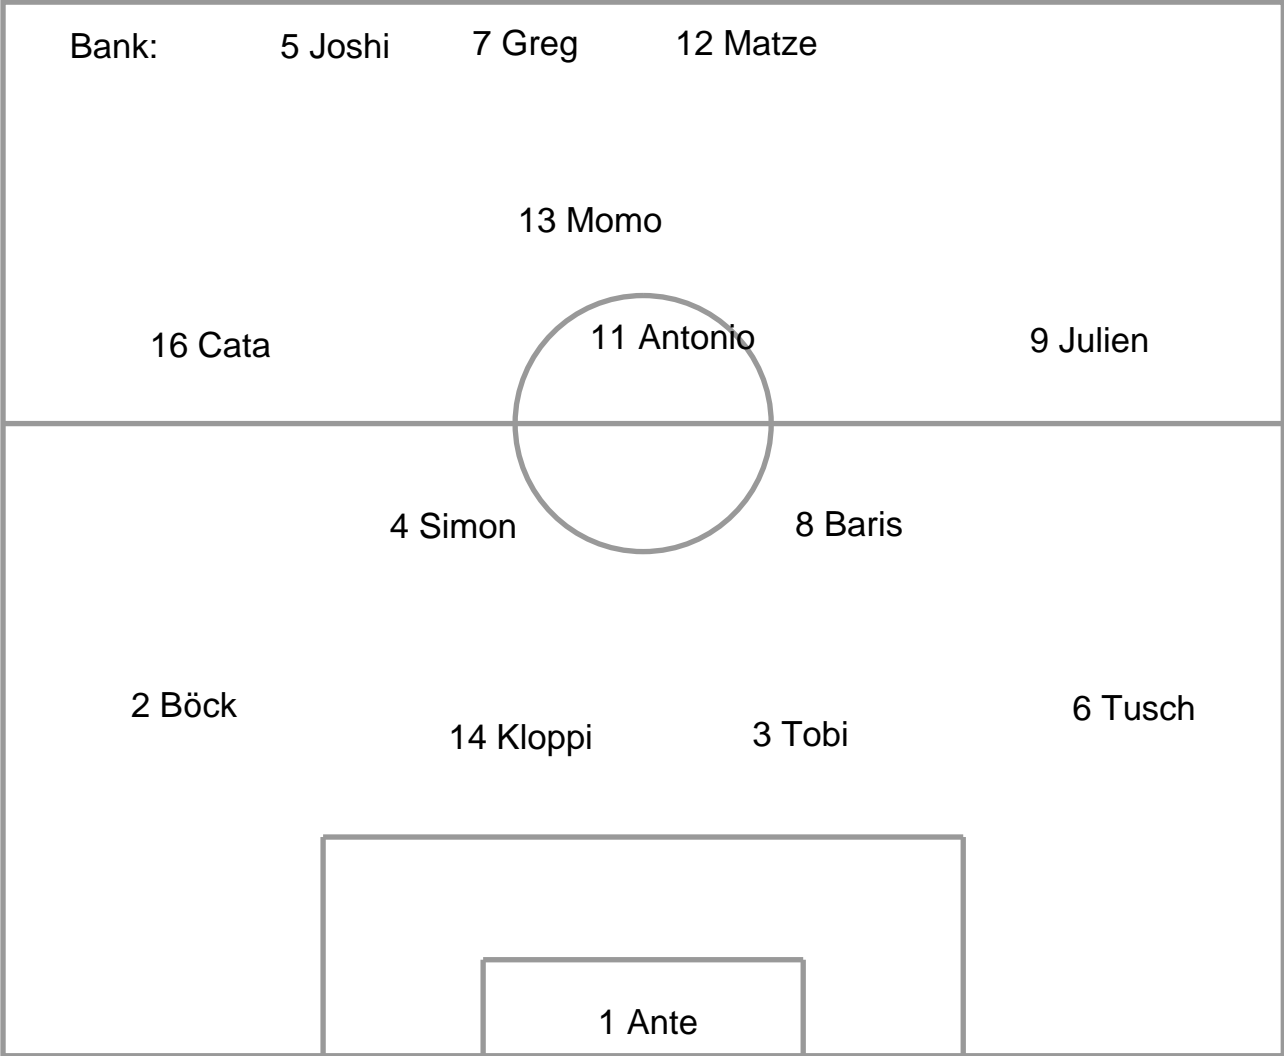 Bank: 5 Joshi 7 Greg 12 Matze
13 Momo
16 Cata 11 Antonio 9 Julien
4 Simon 8 Baris
2 Böck 14 Kloppi 3 Tobi 6 Tusch
1 Ante